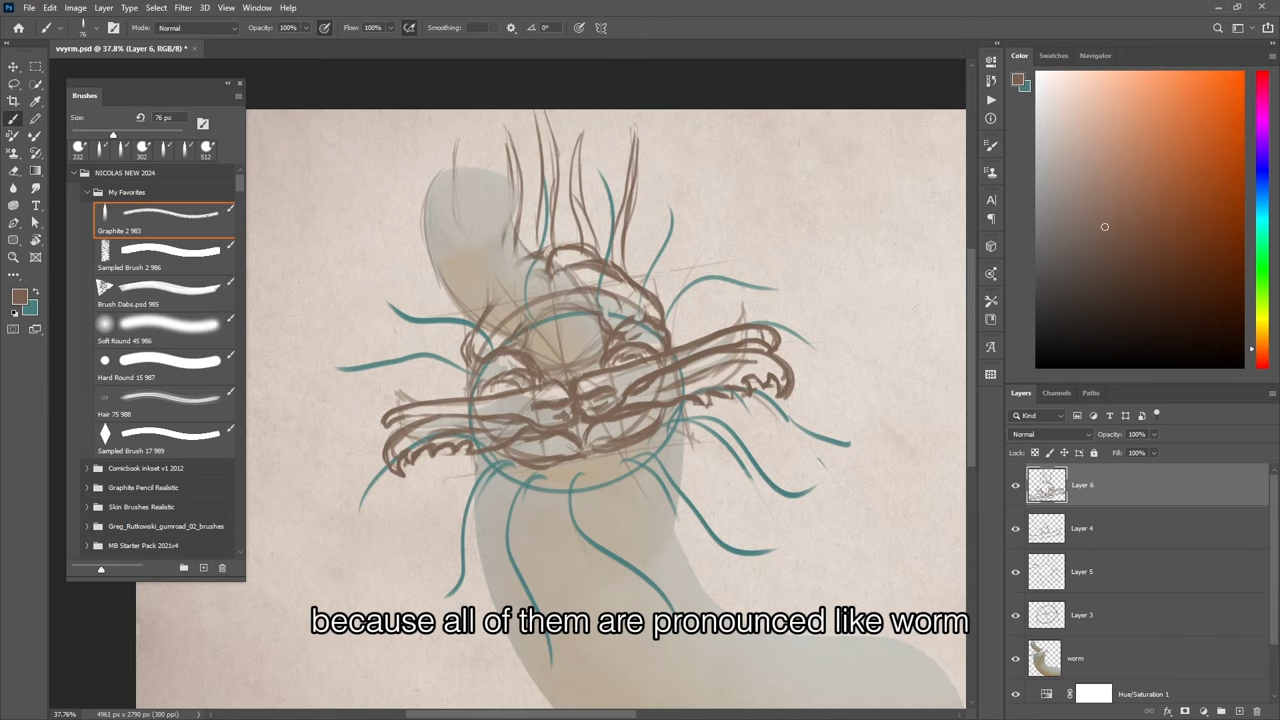 File Edit Image Layer Type Select Filter 3D View Window Help
76 Mode: Normal Opacity: 100% Flow: 100% Smoothing: 0°
vvyrm.psd @ 37.8% (Layer 6, RGB/8) *
Brushes
Size: 76 px
332 302 512
NICOLAS NEW 2024
My Favorites
Graphite 2 983
Sampled Brush 2 986
Brush Dabs.psd 985
Soft Round 45 986
Hard Round 15 987
Hair 75 988
Sampled Brush 17 989
Comicbook inkset v1 2012
Graphite Pencil Realistic
Skin Brushes Realistic
Greg_Rutkowski_gumroad_02_brushes
MB Starter Pack 2021v4
because all of them are pronounced like worm
37.76% 4961 px x 2790 px (300 ppi)
Color Swatches Navigator
Layers Channels Paths
Kind
Normal Opacity: 100%
Lock: Fill: 100%
Layer 6
Layer 4
Layer 5
Layer 3
worm
Hue/Saturation 1